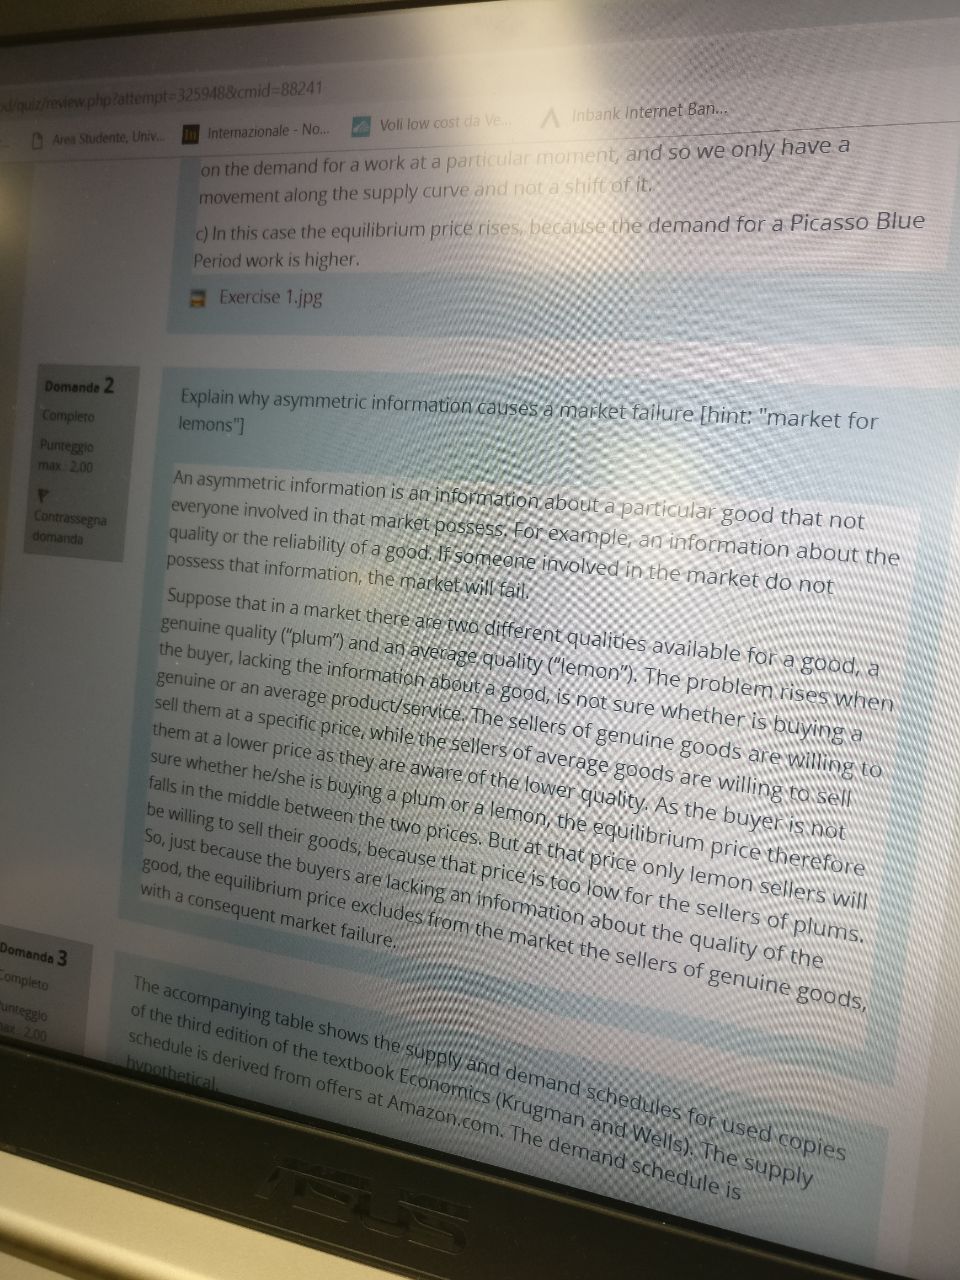 od/quiz/review.php?attempt=325948&cmid=88241
Area Studente, Univ...
Internazionale - No...
Voli low cost da Ve...
Inbank Internet Ban...
on the demand for a work at a particular moment, and so we only have a
movement along the supply curve and not a shift of it.
c) In this case the equilibrium price rises, because the demand for a Picasso Blue
Period work is higher.
Exercise 1.jpg
Domanda 2
Completo
Punteggio
max.: 2,00
Contrassegna
domanda
Explain why asymmetric information causes a market failure [hint: "market for
lemons"]
An asymmetric information is an information about a particular good that not
everyone involved in that market possess. For example, an information about the
quality or the reliability of a good. If someone involved in the market do not
possess that information, the market will fail.
Suppose that in a market there are two different qualities available for a good, a
genuine quality (“plum”) and an average quality (“lemon”). The problem rises when
the buyer, lacking the information about a good, is not sure whether is buying a
genuine or an average product/service. The sellers of genuine goods are willing to
sell them at a specific price, while the sellers of average goods are willing to sell
them at a lower price as they are aware of the lower quality. As the buyer is not
sure whether he/she is buying a plum or a lemon, the equilibrium price therefore
falls in the middle between the two prices. But at that price only lemon sellers will
be willing to sell their goods, because that price is too low for the sellers of plums.
So, just because the buyers are lacking an information about the quality of the
good, the equilibrium price excludes from the market the sellers of genuine goods,
with a consequent market failure.
Domanda 3
Completo
Punteggio
max.: 2,00
The accompanying table shows the supply and demand schedules for used copies
of the third edition of the textbook Economics (Krugman and Wells). The supply
schedule is derived from offers at Amazon.com. The demand schedule is
hypothetical.
ASUS